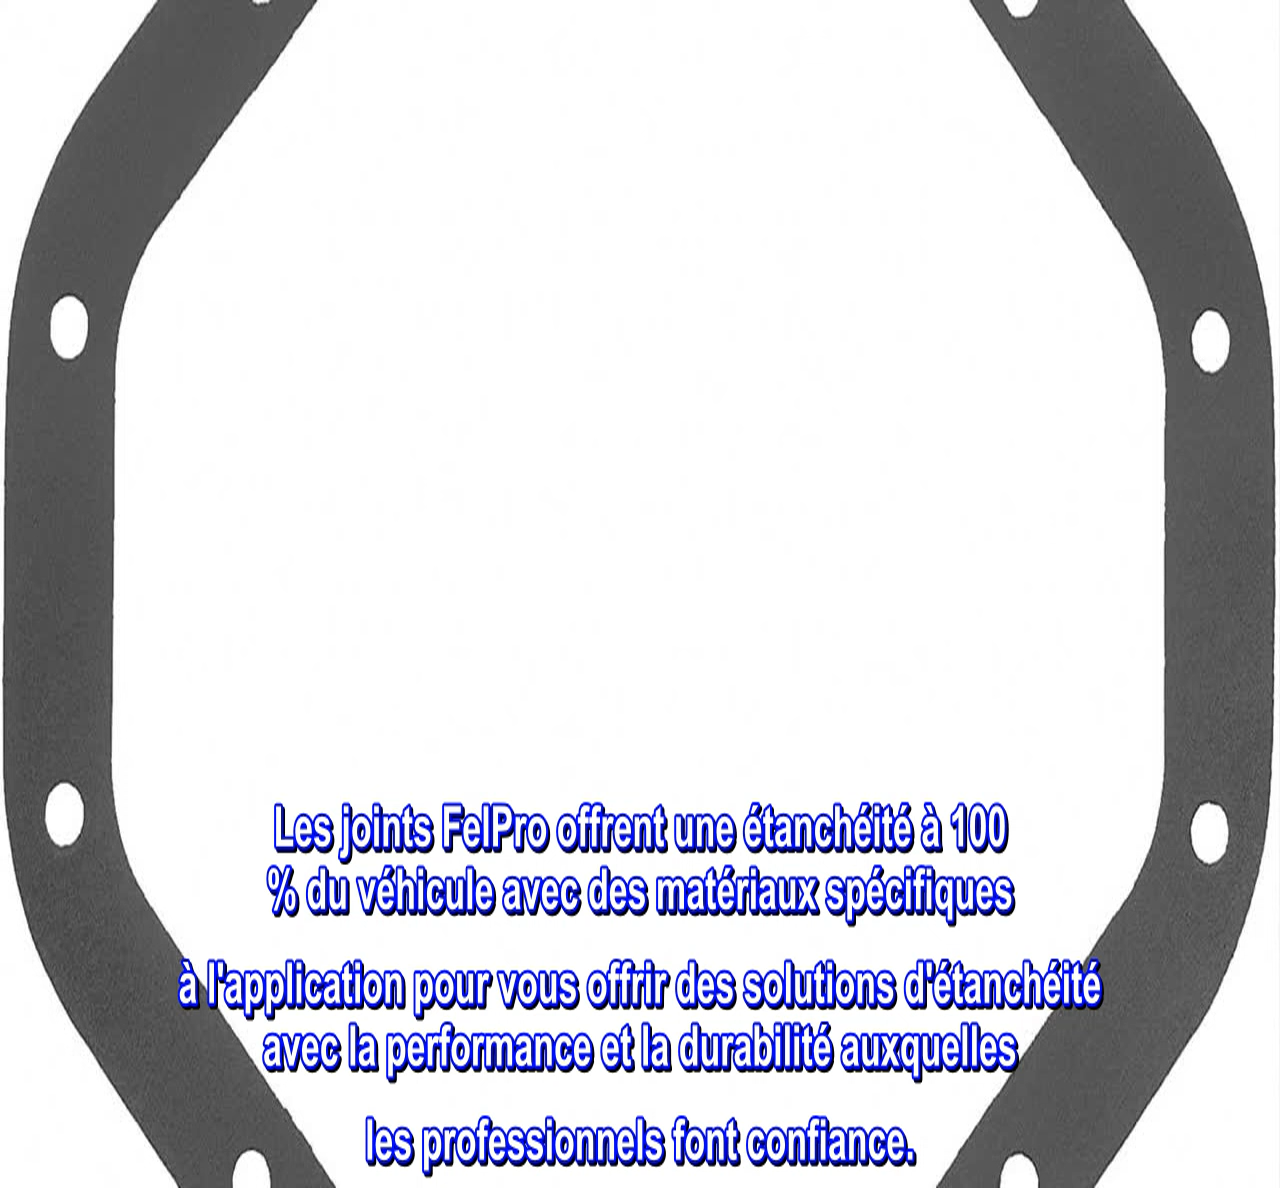 Les joints FelPro offrent une étanchéité à 100
% du véhicule avec des matériaux spécifiques
à l'application pour vous offrir des solutions d'étanchéité
avec la performance et la durabilité auxquelles
les professionnels font confiance.